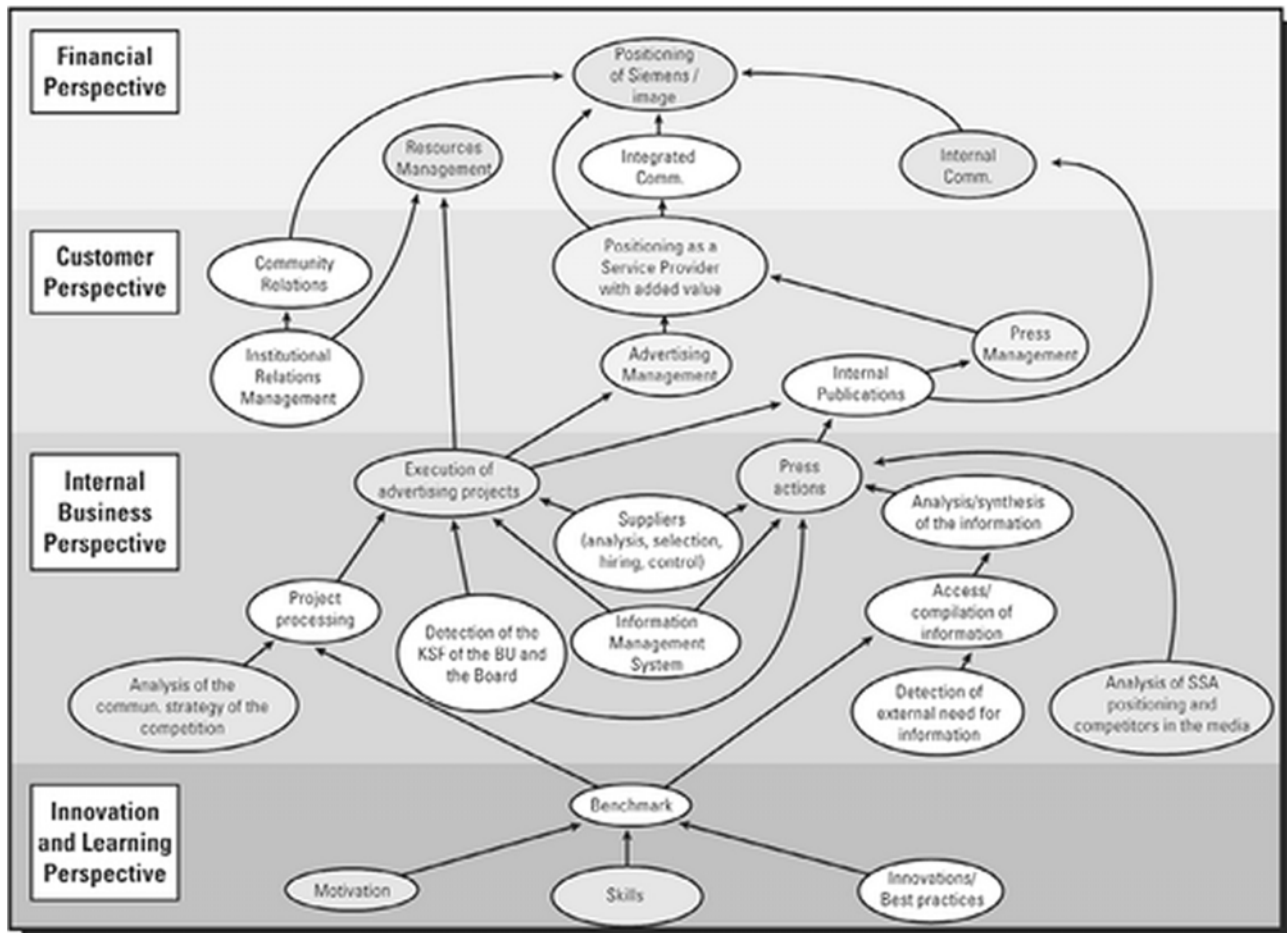 Financial
Perspective
Positioning
of Siemens /
image
Resources
Management
Integrated
Comm.
Internal
Comm.
Customer
Perspective
Community
Relations
Positioning as a
Service Provider
with added value
Institutional
Relations
Management
Advertising
Management
Press
Management
Internal
Publications
Internal
Business
Perspective
Execution of
advertising projects
Press
actions
Suppliers
(analysis, selection,
hiring, control)
Analysis/synthesis
of the information
Project
processing
Detection of the
KSF of the BU and
the Board
Information
Management
System
Access/
compilation of
information
Analysis of the
commun. strategy of the
competition
Detection of
external need for
information
Analysis of SSA
positioning and
competitors in the media
Innovation
and Learning
Perspective
Benchmark
Motivation
Skills
Innovations/
Best practices